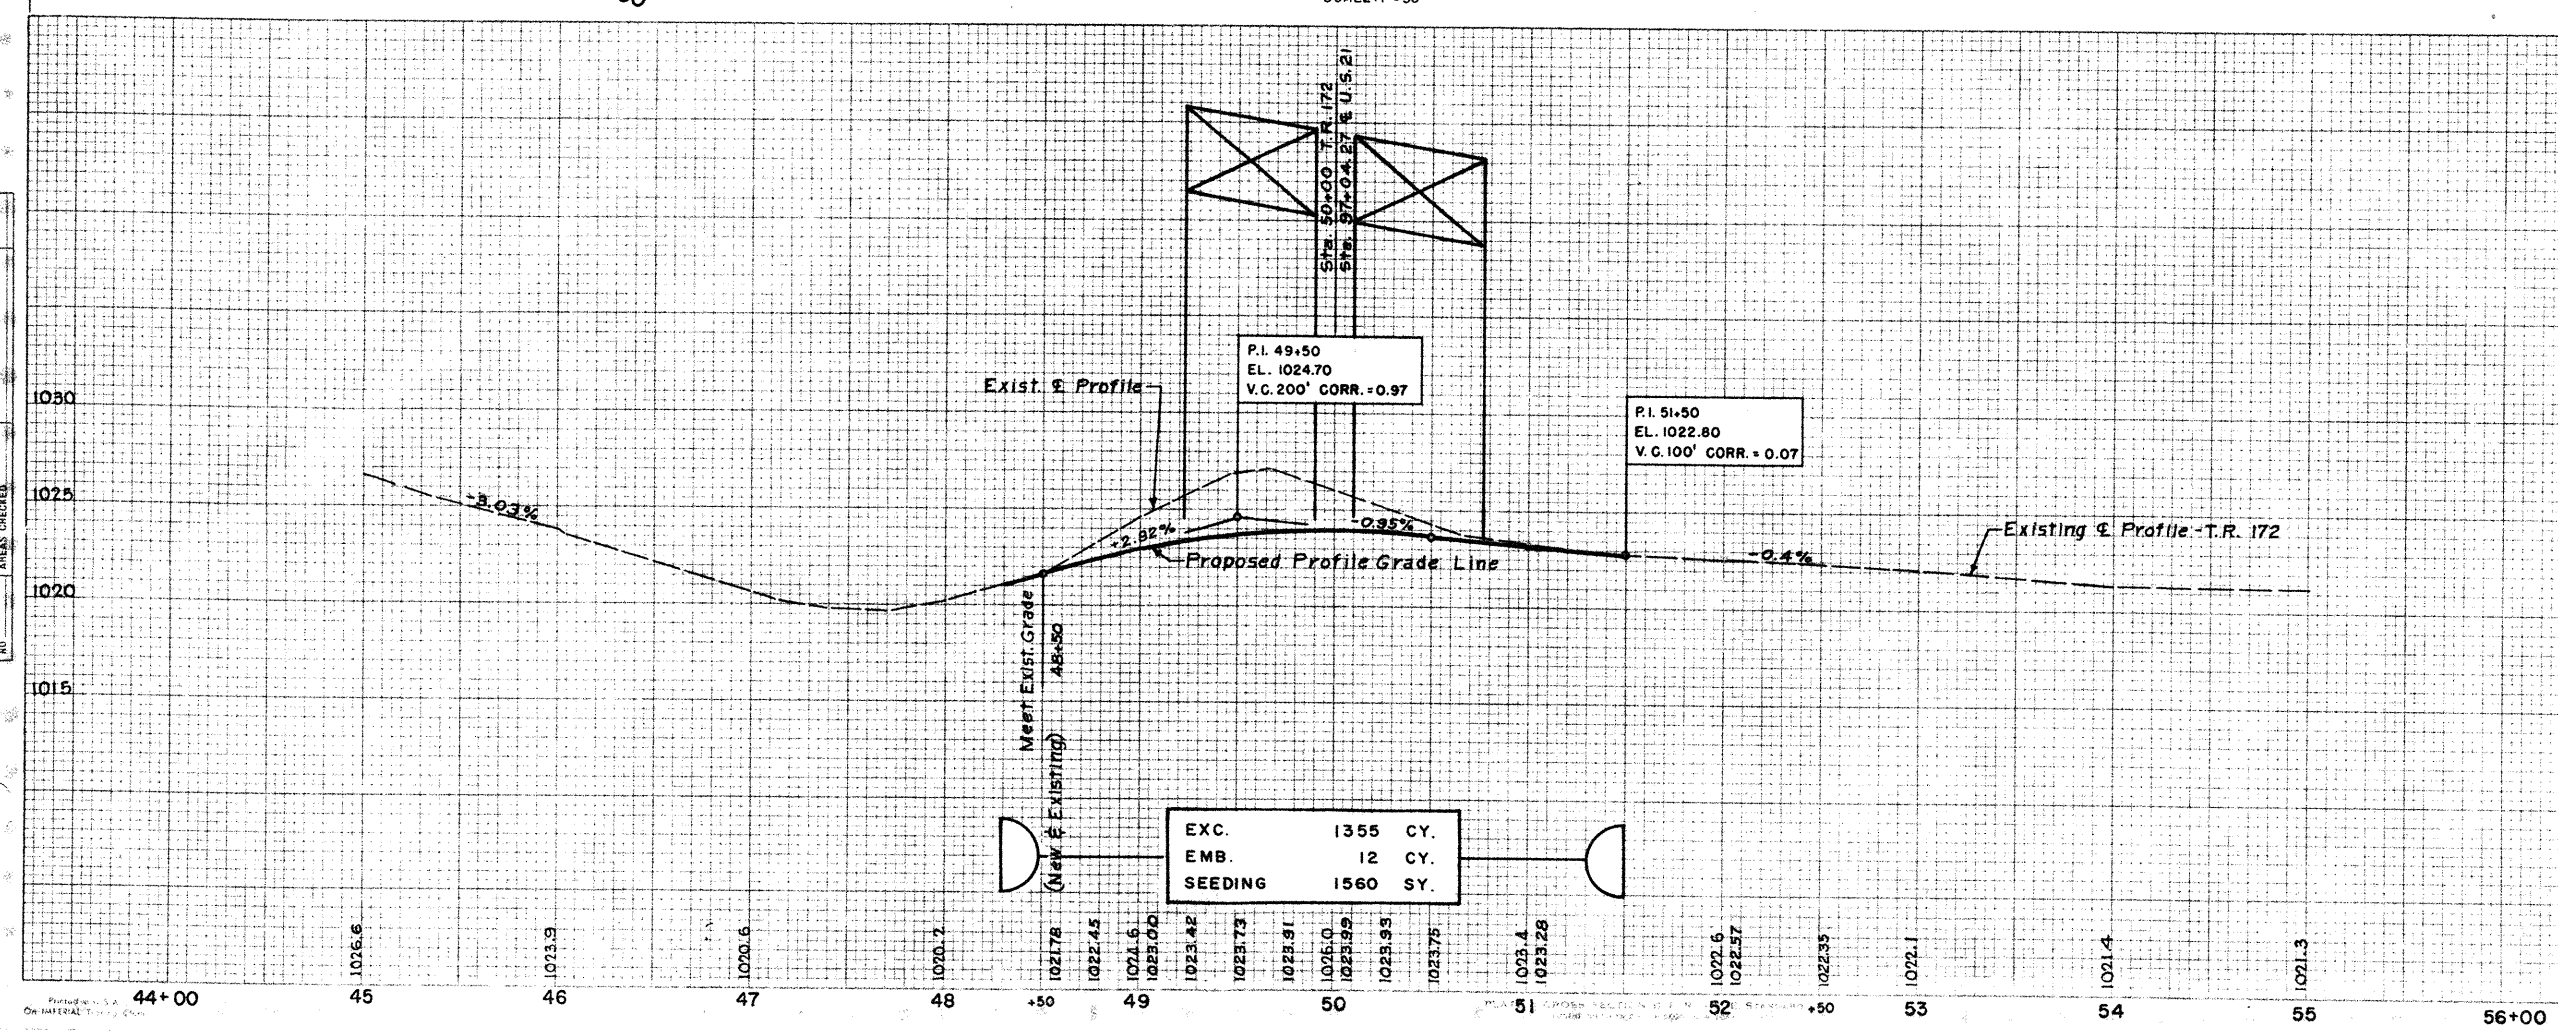 Sta. 50+00 T.R. 172
Sta. 97+04.27 ℄ U.S. 21
P.I. 49+50
EL. 1024.70
V.C. 200' CORR. = 0.97
Exist. ℄ Profile
P.I. 51+50
EL. 1022.80
V.C. 100' CORR. = 0.07
1030
1025
1020
1015
-3.03%
+2.92%
-0.95%
-0.4%
Proposed Profile Grade Line
Existing ℄ Profile - T.R. 172
Meet Exist. Grade
48+50
(New ℄ Existing)
AREAS CHECKED
EXC. 1355 CY.
EMB. 12 CY.
SEEDING 1560 SY.
1026.6
1023.9
1020.6
1020.2
1021.78
1022.45
1024.6
1023.00
1023.42
1023.73
1023.91
1026.0
1023.99
1023.93
1023.75
1023.4
1023.28
1022.6
1022.57
1022.35
1022.1
1021.4
1021.3
44+00 45 46 47 48 +50 49 50 51 52 +50 53 54 55 56+00